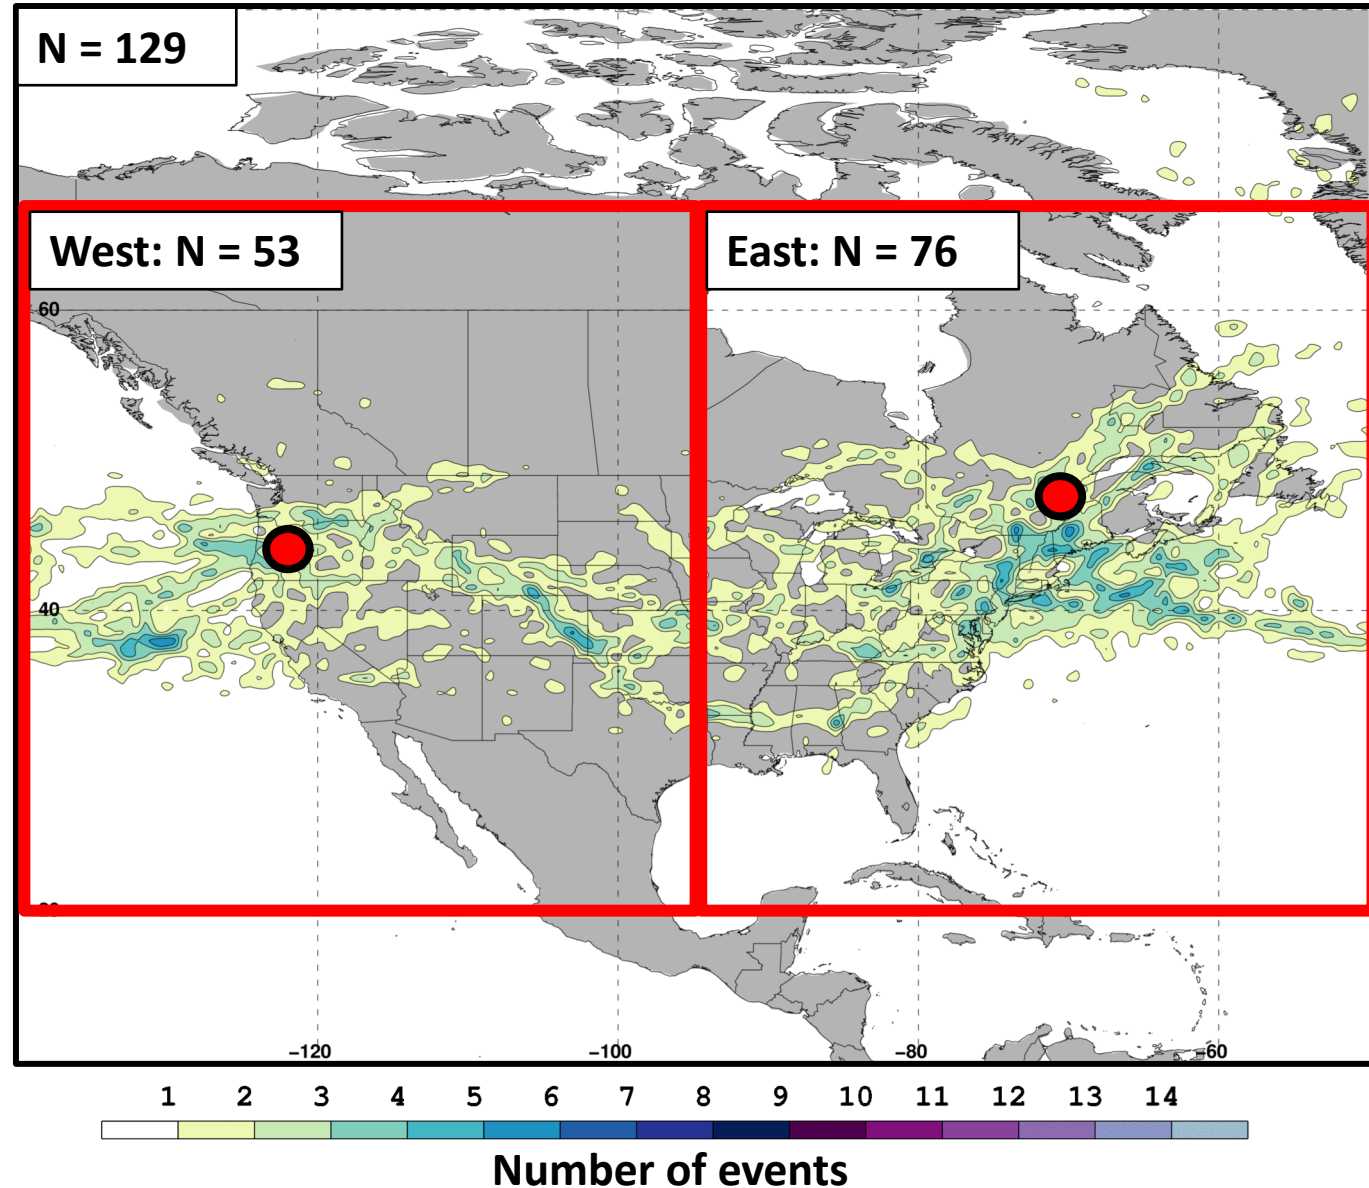 N = 129
West: N = 53
East: N = 76
60
40
-120 -100 -80 -60
1 2 3 4 5 6 7 8 9 10 11 12 13 14
Number of events